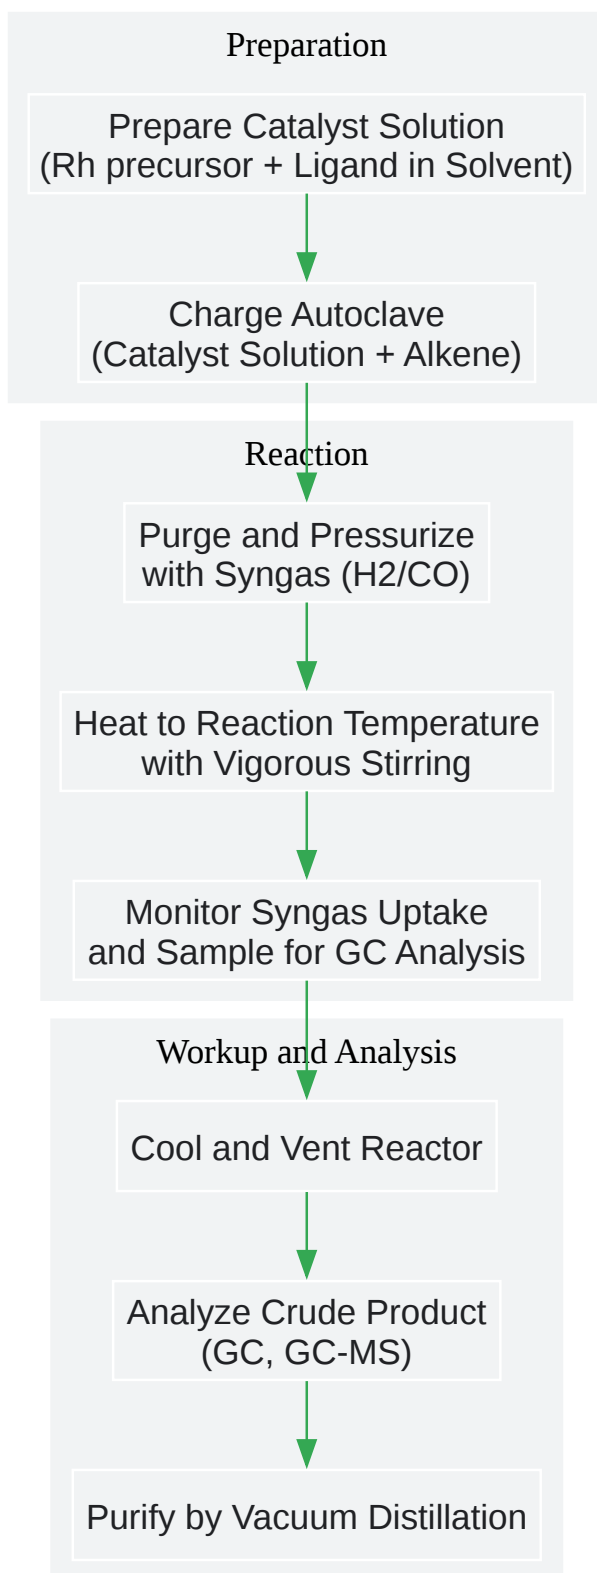 Preparation
Prepare Catalyst Solution
(Rh precursor + Ligand in Solvent)
Charge Autoclave
(Catalyst Solution + Alkene)
Reaction
Purge and Pressurize
with Syngas (H2/CO)
Heat to Reaction Temperature
with Vigorous Stirring
Monitor Syngas Uptake
and Sample for GC Analysis
Workup and Analysis
Cool and Vent Reactor
Analyze Crude Product
(GC, GC-MS)
Purify by Vacuum Distillation